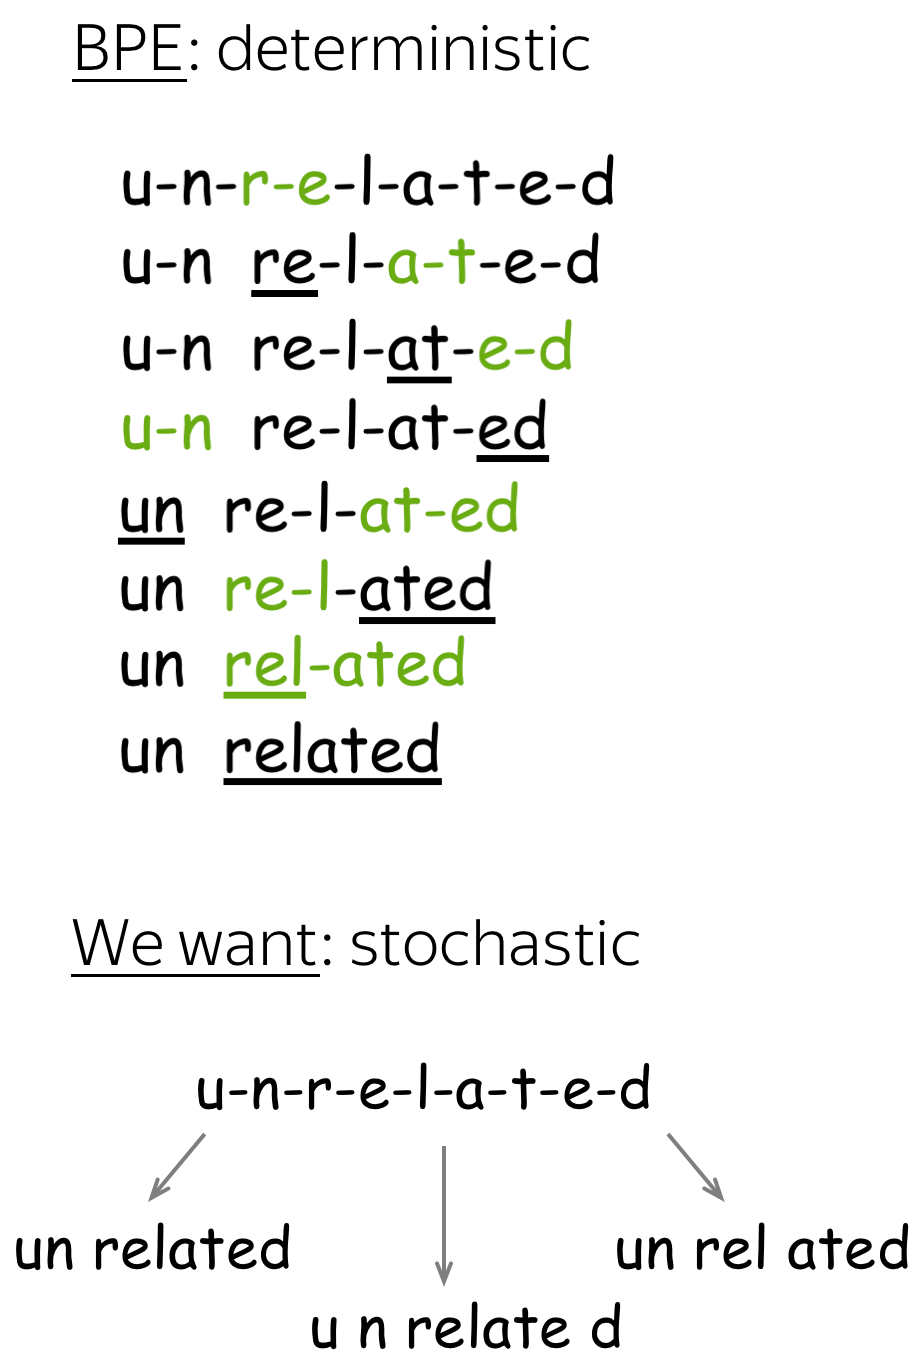 BPE: deterministic
u-n-r-e-l-a-t-e-d
u-n re-l-a-t-e-d
u-n re-l-at-e-d
u-n re-l-at-ed
un re-l-at-ed
un re-l-ated
un rel-ated
un related
We want: stochastic
u-n-r-e-l-a-t-e-d
un related
un rel ated
u n relate d